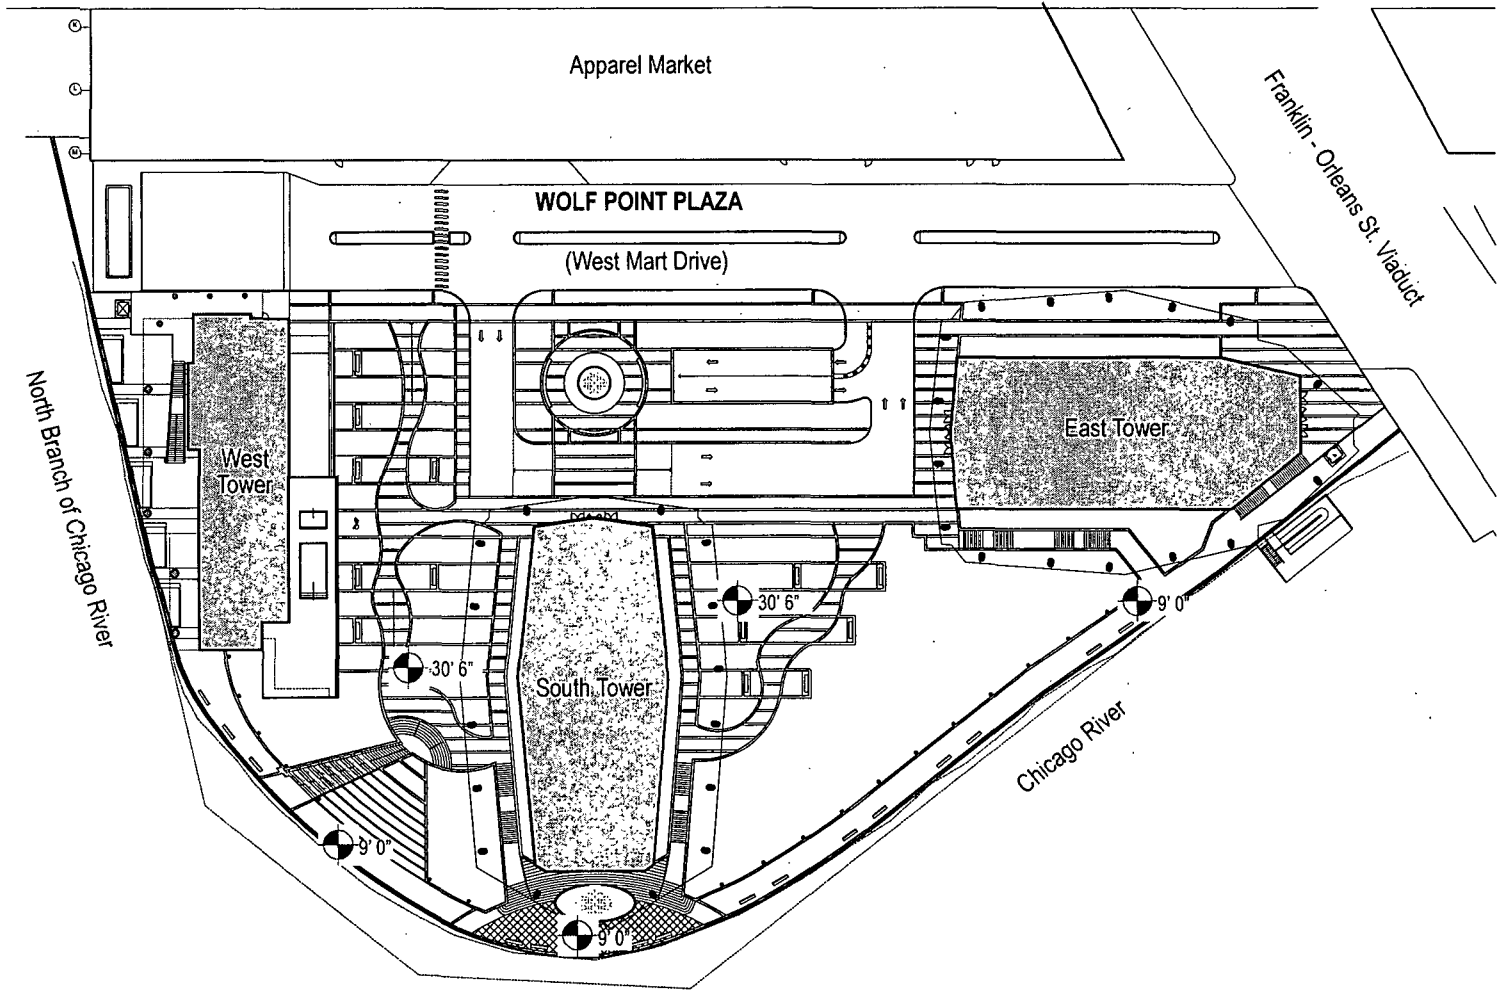 K
L
M
Apparel Market
Franklin - Orleans St. Viaduct
WOLF POINT PLAZA
(West Mart Drive)
North Branch of Chicago River
West
Tower
East Tower
30' 6"
9' 0"
30' 6"
South Tower
Chicago River
9' 0"
9' 0"